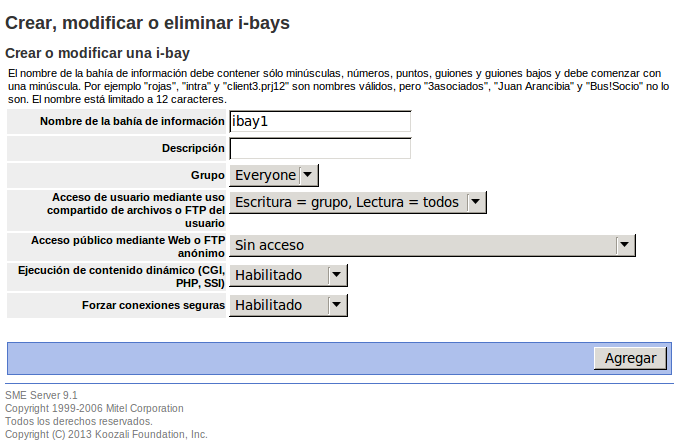 Crear, modificar o eliminar i-bays
Crear o modificar una i-bay
El nombre de la bahía de información debe contener sólo minúsculas, números, puntos, guiones y guiones bajos y debe comenzar con
una minúscula. Por ejemplo "rojas", "intra" y "client3.prj12" son nombres válidos, pero "3asociados", "Juan Arancibia" y "Bus!Socio" no lo
son. El nombre está limitado a 12 caracteres.
Nombre de la bahía de información ibay1
Descripción
Grupo Everyone
Acceso de usuario mediante uso
compartido de archivos o FTP del
usuario
Escritura = grupo, Lectura = todos
Acceso público mediante Web o FTP
anónimo
Sin acceso
Ejecución de contenido dinámico (CGI,
PHP, SSI)
Habilitado
Forzar conexiones seguras Habilitado
Agregar
SME Server 9.1
Copyright 1999-2006 Mitel Corporation
Todos los derechos reservados.
Copyright (C) 2013 Koozali Foundation, Inc.